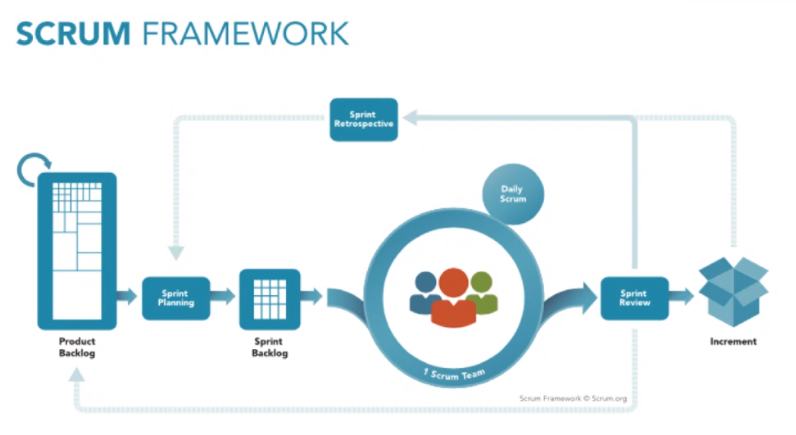 SCRUM FRAMEWORK
Sprint
Retrospective
Daily
Scrum
Sprint
Planning
Sprint
Review
Product
Backlog
Sprint
Backlog
1 Scrum Team
Increment
Scrum Framework © Scrum.org